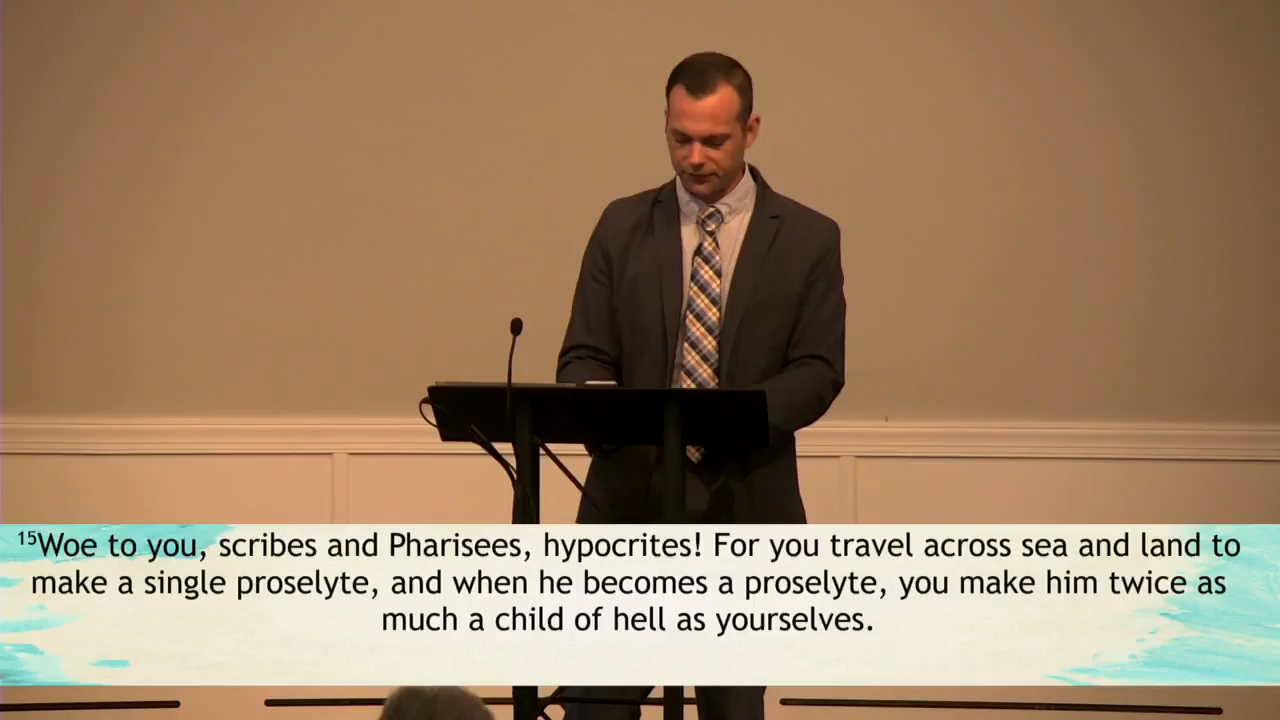 15Woe to you, scribes and Pharisees, hypocrites! For you travel across sea and land to
make a single proselyte, and when he becomes a proselyte, you make him twice as
much a child of hell as yourselves.